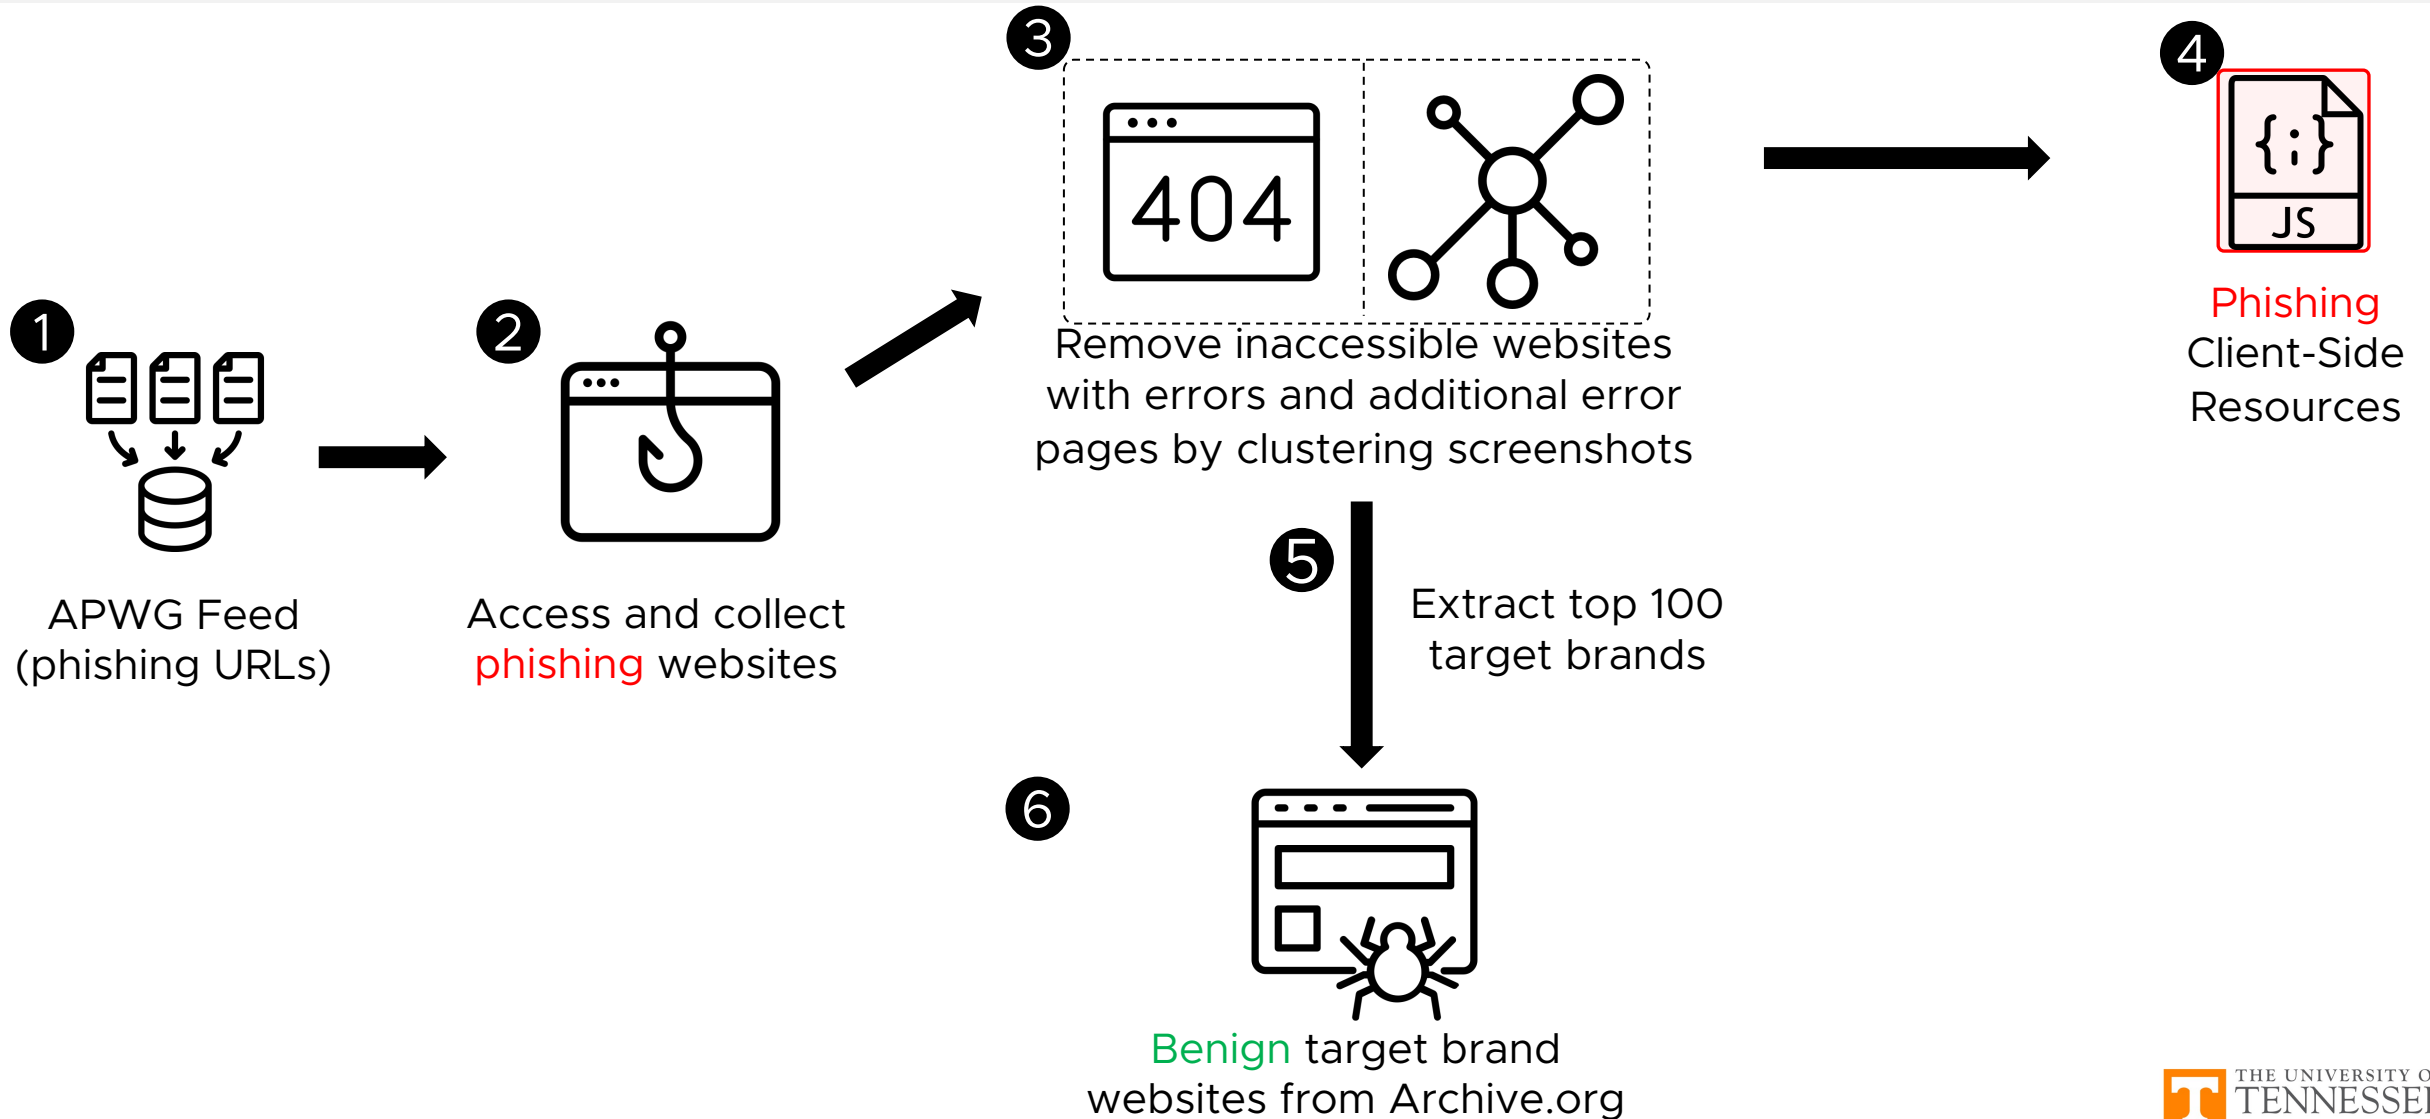 1
APWG Feed
(phishing URLs)
2
Access and collect
phishing websites
3
404
Remove inaccessible websites
with errors and additional error
pages by clustering screenshots
4
{;}
JS
Phishing
Client-Side
Resources
5
Extract top 100
target brands
6
Benign target brand
websites from Archive.org
THE UNIVERSITY O
TENNESSEE